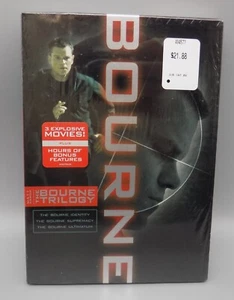 BOURNE
$21.88
3 EXPLOSIVE
MOVIES!
PLUS
HOURS OF
BONUS
FEATURES
THE
BOURNE
TRILOGY
THE BOURNE IDENTITY
THE BOURNE SUPREMACY
THE BOURNE ULTIMATUM